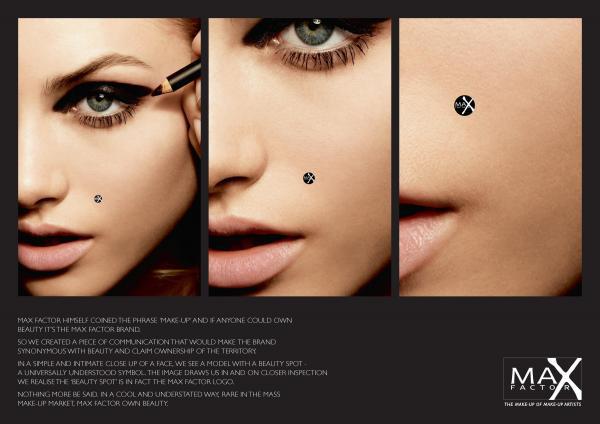 MAX
MAX
MAX
MAX FACTOR HIMSELF COINED THE PHRASE 'MAKE-UP' AND IF ANYONE COULD OWN
BEAUTY IT'S THE MAX FACTOR BRAND.
SO WE CREATED A PIECE OF COMMUNICATION THAT WOULD MAKE THE BRAND
SYNONYMOUS WITH BEAUTY AND CLAIM OWNERSHIP OF THE TERRITORY.
IN A SIMPLE AND INTIMATE CLOSE UP OF A FACE, WE SEE A MODEL WITH A BEAUTY SPOT -
A UNIVERSALLY UNDERSTOOD SYMBOL. THE IMAGE DRAWS US IN AND ON CLOSER INSPECTION
WE REALISE THE 'BEAUTY SPOT' IS IN FACT THE MAX FACTOR LOGO.
NOTHING MORE BE SAID. IN A COOL AND UNDERSTATED WAY, RARE IN THE MASS
MAKE-UP MARKET, MAX FACTOR OWN BEAUTY.
MAX
FACTOR
THE MAKE-UP OF MAKE-UP ARTISTS